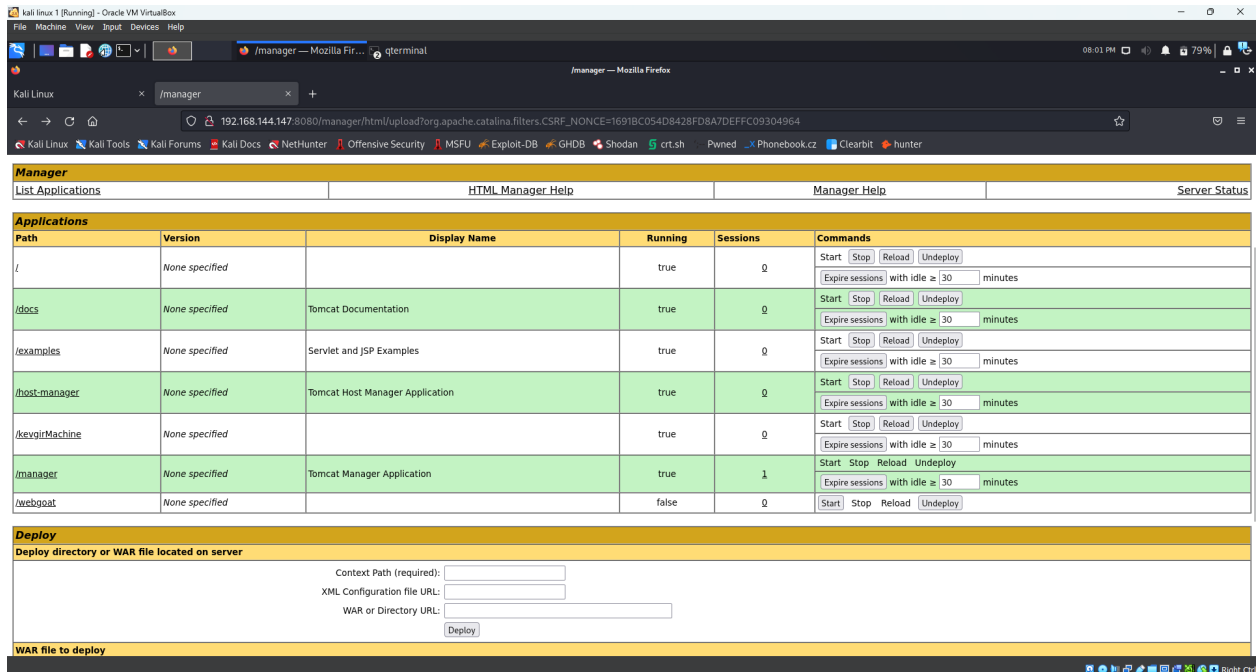 kali linux 1 [Running] - Oracle VM VirtualBox
File Machine View Input Devices Help
/manager — Mozilla Fir... qterminal 08:01 PM 79%
/manager — Mozilla Firefox
Kali Linux /manager
192.168.144.147:8080/manager/html/upload?org.apache.catalina.filters.CSRF_NONCE=1691BC054D8428FD8A7DEFFC09304964
Kali Linux Kali Tools Kali Forums Kali Docs NetHunter Offensive Security MSFU Exploit-DB GHDB Shodan crt.sh Pwned Phonebook.cz Clearbit hunter
Manager
List Applications HTML Manager Help Manager Help Server Status
Applications
Path Version Display Name Running Sessions Commands
/ None specified true 0 Start Stop Reload Undeploy
Expire sessions with idle ≥ 30 minutes
/docs None specified Tomcat Documentation true 0 Start Stop Reload Undeploy
Expire sessions with idle ≥ 30 minutes
/examples None specified Servlet and JSP Examples true 0 Start Stop Reload Undeploy
Expire sessions with idle ≥ 30 minutes
/host-manager None specified Tomcat Host Manager Application true 0 Start Stop Reload Undeploy
Expire sessions with idle ≥ 30 minutes
/kevgirMachine None specified true 0 Start Stop Reload Undeploy
Expire sessions with idle ≥ 30 minutes
/manager None specified Tomcat Manager Application true 1 Start Stop Reload Undeploy
Expire sessions with idle ≥ 30 minutes
/webgoat None specified false 0 Start Stop Reload Undeploy
Deploy
Deploy directory or WAR file located on server
Context Path (required):
XML Configuration file URL:
WAR or Directory URL:
Deploy
WAR file to deploy
Right Ctrl